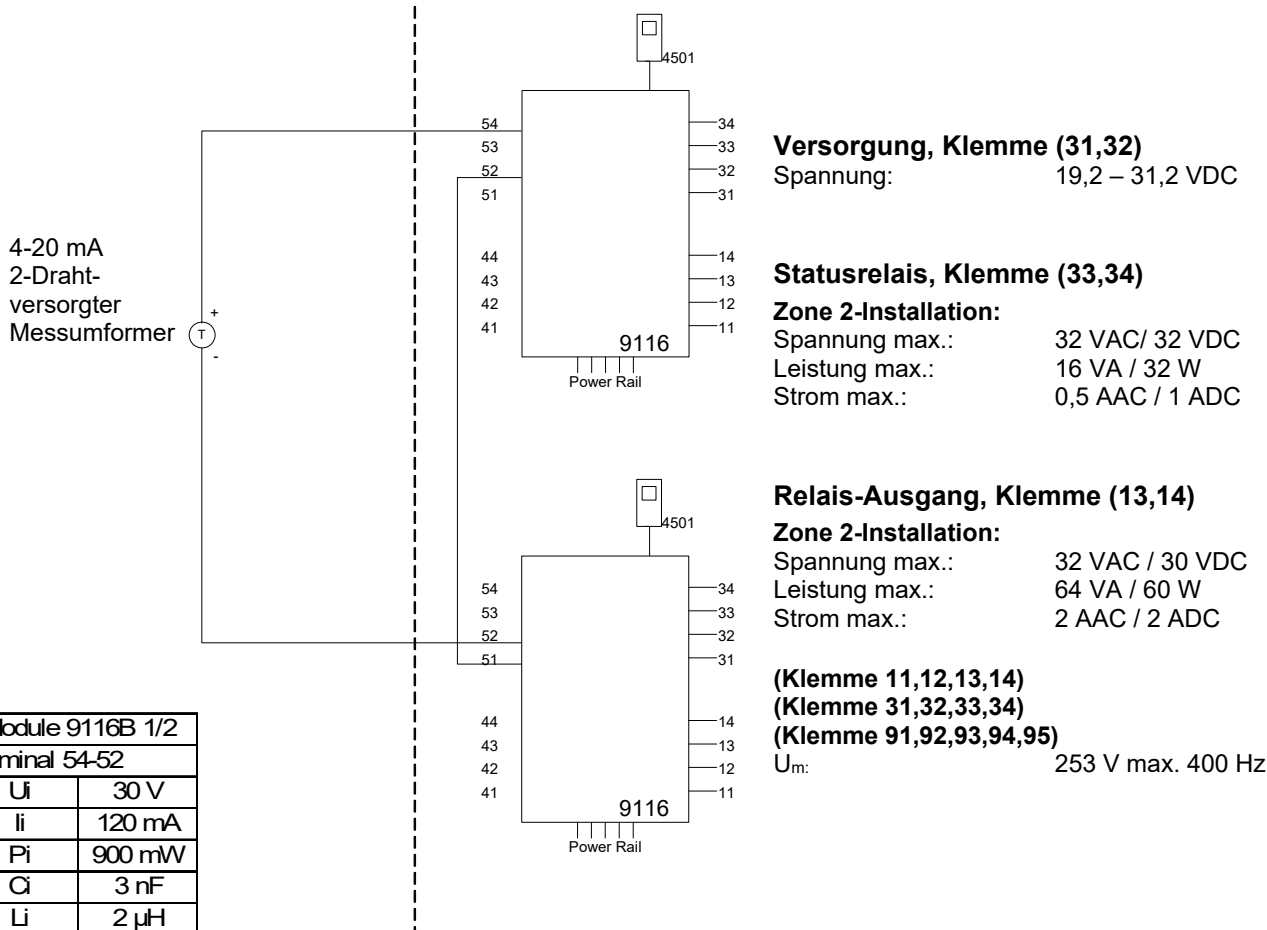 4501
54
53
52
51
44
43
42
41
34
33
32
31
14
13
12
11
9116
Power Rail
4-20 mA
2-Draht-
versorgter
Messumformer
T
+
-
Versorgung, Klemme (31,32)
Spannung: 19,2 – 31,2 VDC
Statusrelais, Klemme (33,34)
Zone 2-Installation:
Spannung max.: 32 VAC/ 32 VDC
Leistung max.: 16 VA / 32 W
Strom max.: 0,5 AAC / 1 ADC
4501
54
53
52
51
44
43
42
41
34
33
32
31
14
13
12
11
9116
Power Rail
Relais-Ausgang, Klemme (13,14)
Zone 2-Installation:
Spannung max.: 32 VAC / 30 VDC
Leistung max.: 64 VA / 60 W
Strom max.: 2 AAC / 2 ADC
(Klemme 11,12,13,14)
(Klemme 31,32,33,34)
(Klemme 91,92,93,94,95)
Um: 253 V max. 400 Hz
9116B 1/2
54-52
Ui 30 V
Ii 120 mA
Pi 900 mW
Ci 3 nF
Li 2 µH